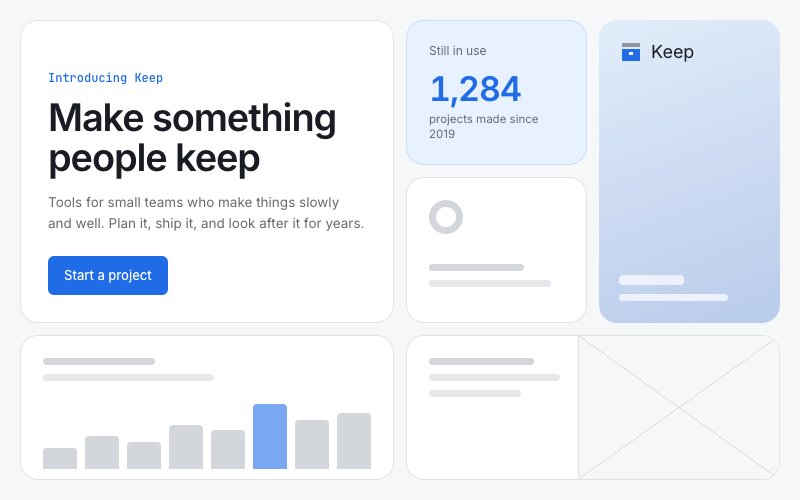 Introducing Keep
Make something
people keep
Tools for small teams who make things slowly
and well. Plan it, ship it, and look after it for years.
Start a project
Still in use
1,284
projects made since
2019
Keep